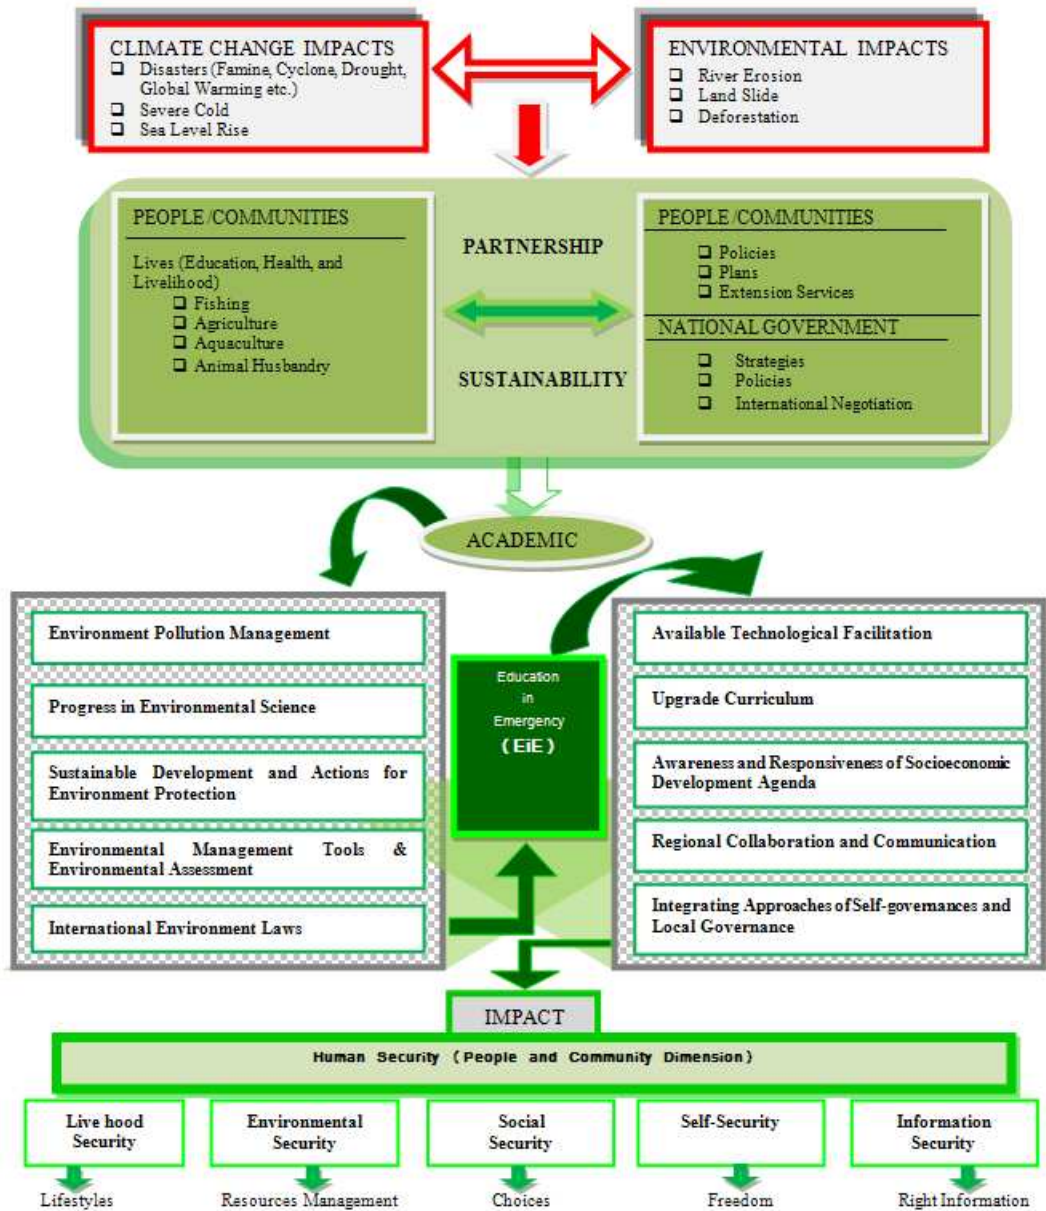 CLIMATE CHANGE IMPACTS
Disasters (Famine, Cyclone, Drought,
Global Warming etc.)
Severe Cold
Sea Level Rise
ENVIRONMENTAL IMPACTS
River Erosion
Land Slide
Deforestation
PEOPLE/COMMUNITIES
Lives (Education, Health, and
Livelihood)
Fishing
Agriculture
Aquaculture
Animal Husbandry
PARTNERSHIP
SUSTAINABILITY
PEOPLE/COMMUNITIES
Policies
Plans
Extension Services
NATIONAL GOVERNMENT
Strategies
Policies
International Negotiation
ACADEMIC
Environment Pollution Management
Progress in Environmental Science
Sustainable Development and Actions for
Environment Protection
Environmental Management Tools &
Environmental Assessment
International Environment Laws
Education
in
Emergency
(EiE)
Available Technological Facilitation
Upgrade Curriculum
Awareness and Responsiveness of Socioeconomic
Development Agenda
Regional Collaboration and Communication
Integrating Approaches of Self-governances and
Local Governance
IMPACT
Human Security (People and Community Dimension)
Live hood
Security
Environmental
Security
Social
Security
Self-Security
Information
Security
Lifestyles
Resources Management
Choices
Freedom
Right Information